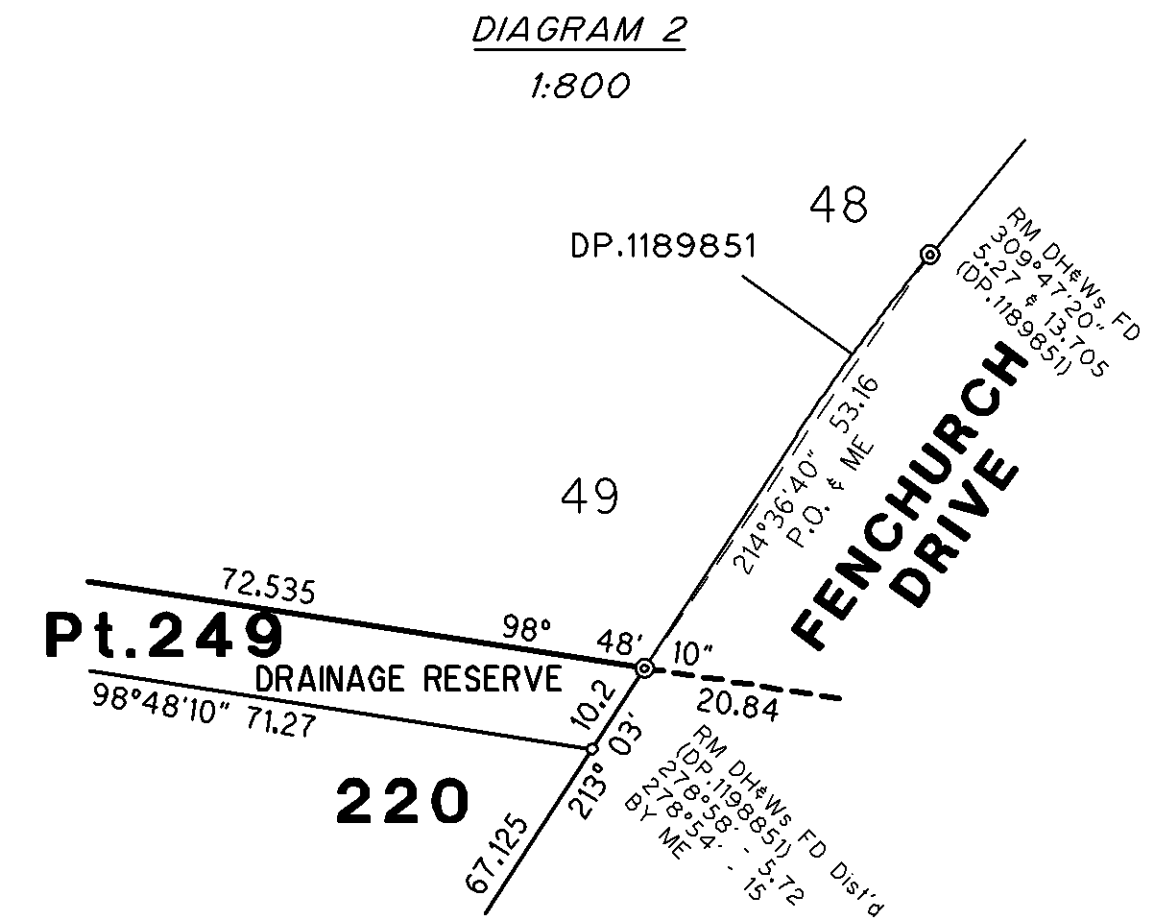 DIAGRAM 2
1:800
48
DP.1189851
RM DH&Ws FD
309°47'20"
5.27 & 13.705
(DP.1189851)
214°36'40" 53.16
P.O. & ME
FENCHURCH
DRIVE
49
72.535
98° 48' 10"
Pt.249
DRAINAGE RESERVE
20.84
98°48'10" 71.27
10.2
213° 03'
220
67.125
RM DH&Ws FD Dist'd
(DP.1198851)
278°58' - 5.72
278°54' - 15
BY ME